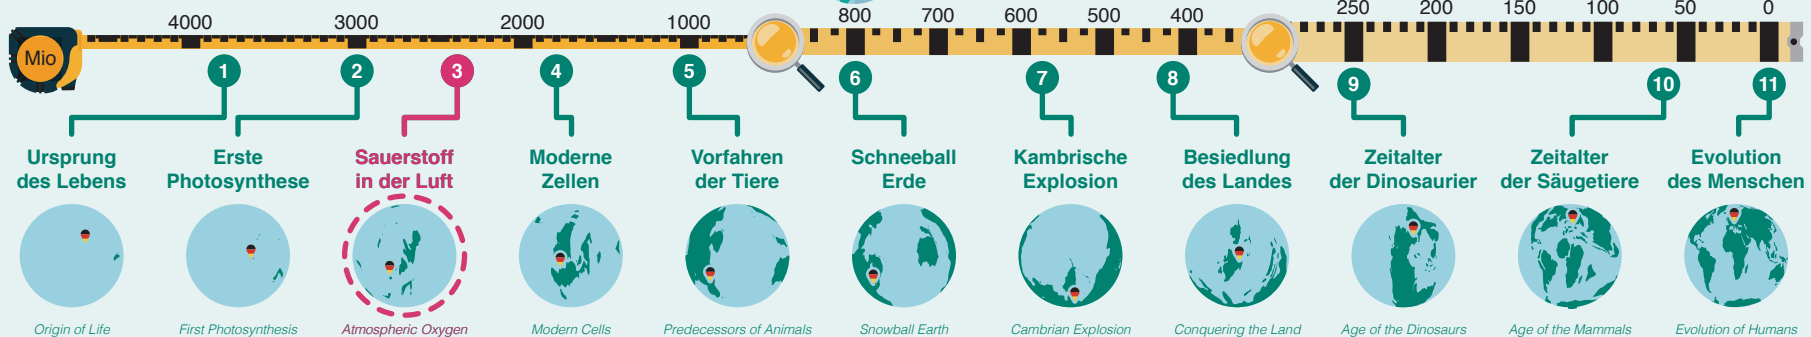 4000 3000 2000 1000 800 700 600 500 400 250 200 150 100 50 0
Mio
1 2 3 4 5 6 7 8 9 10 11
Ursprung
des Lebens
Erste
Photosynthese
Sauerstoff
in der Luft
Moderne
Zellen
Vorfahren
der Tiere
Schneeball
Erde
Kambrische
Explosion
Besiedlung
des Landes
Zeitalter
der Dinosaurier
Zeitalter
der Säugetiere
Evolution
des Menschen
Origin of Life
First Photosynthesis
Atmospheric Oxygen
Modern Cells
Predecessors of Animals
Snowball Earth
Cambrian Explosion
Conquering the Land
Age of the Dinosaurs
Age of the Mammals
Evolution of Humans